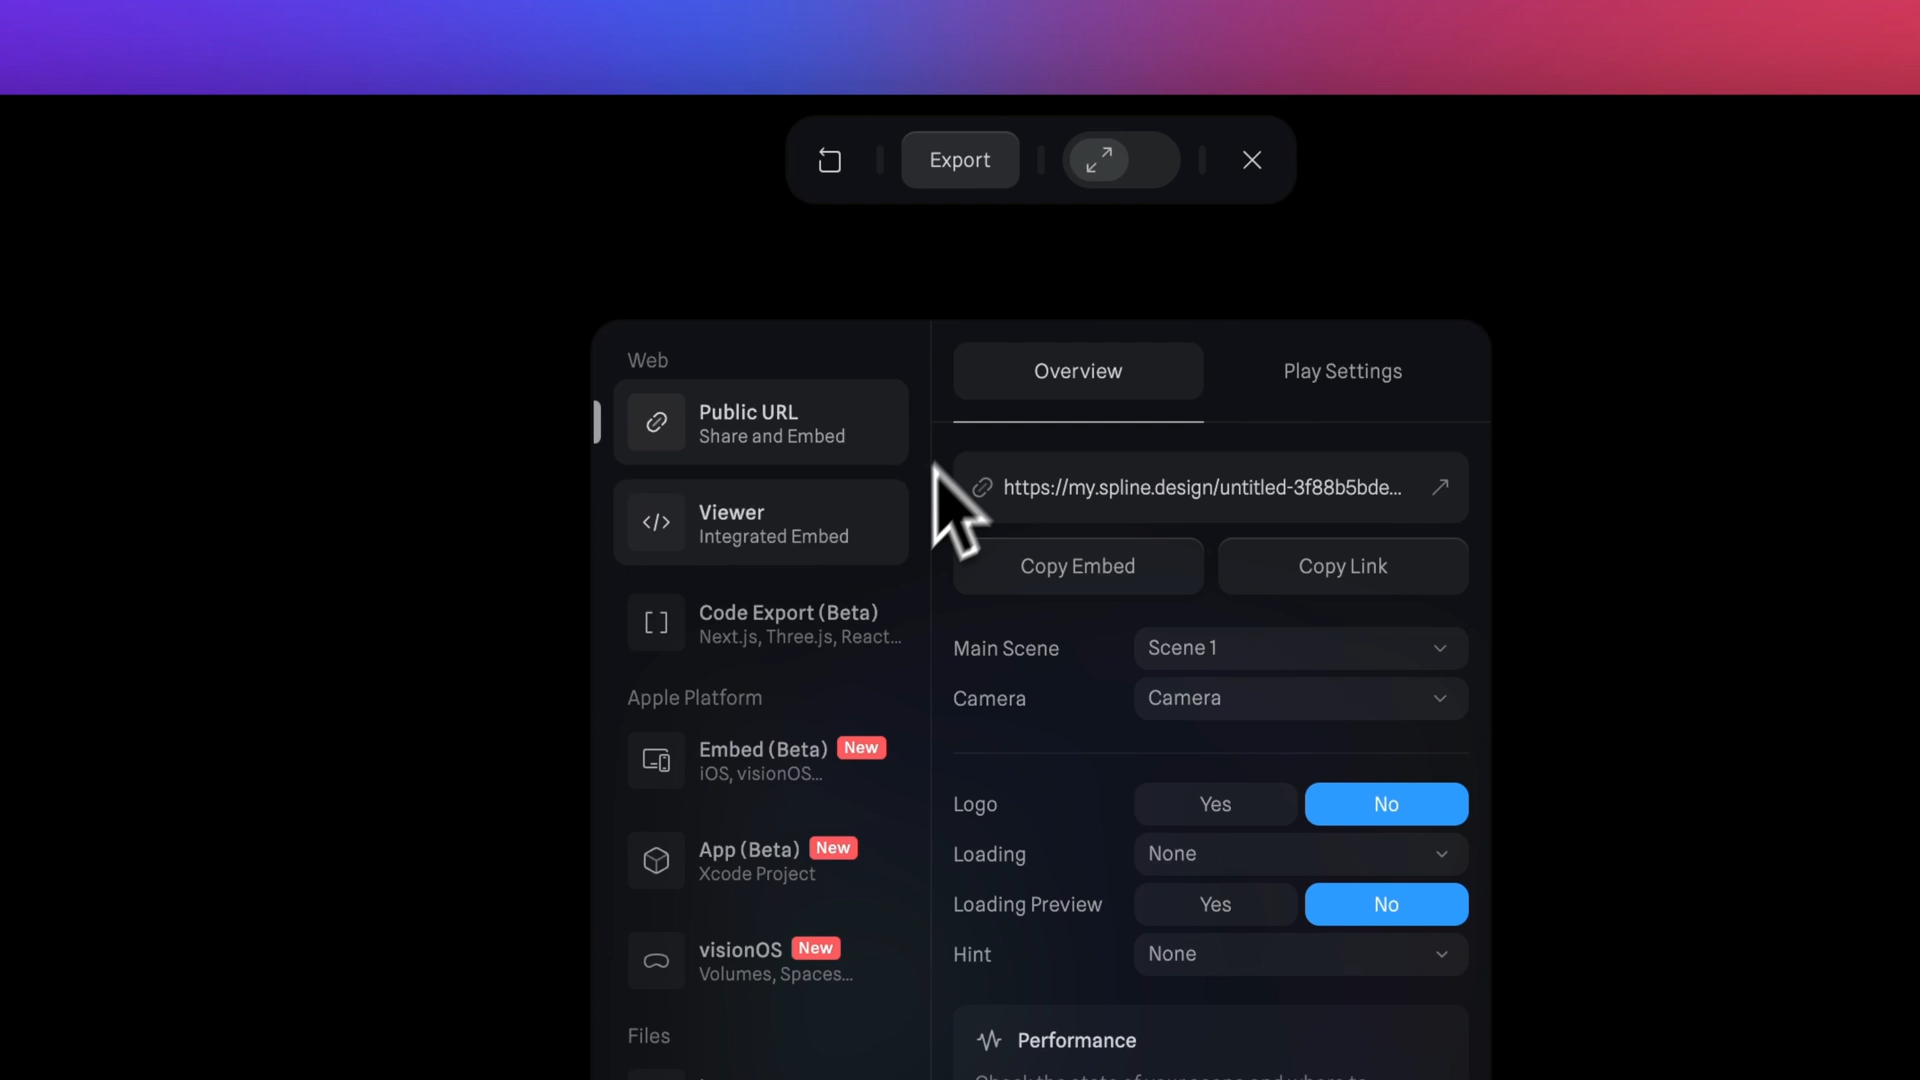 Export
Web
Public URL
Share and Embed
Viewer
Integrated Embed
Code Export (Beta)
Next.js, Three.js, React...
Apple Platform
Embed (Beta) New
iOS, visionOS...
App (Beta) New
Xcode Project
visionOS New
Volumes, Spaces...
Files
Overview
Play Settings
https://my.spline.design/untitled-3f88b5bde...
Copy Embed
Copy Link
Main Scene
Scene 1
Camera
Camera
Logo
Yes
No
Loading
None
Loading Preview
Yes
No
Hint
None
Performance